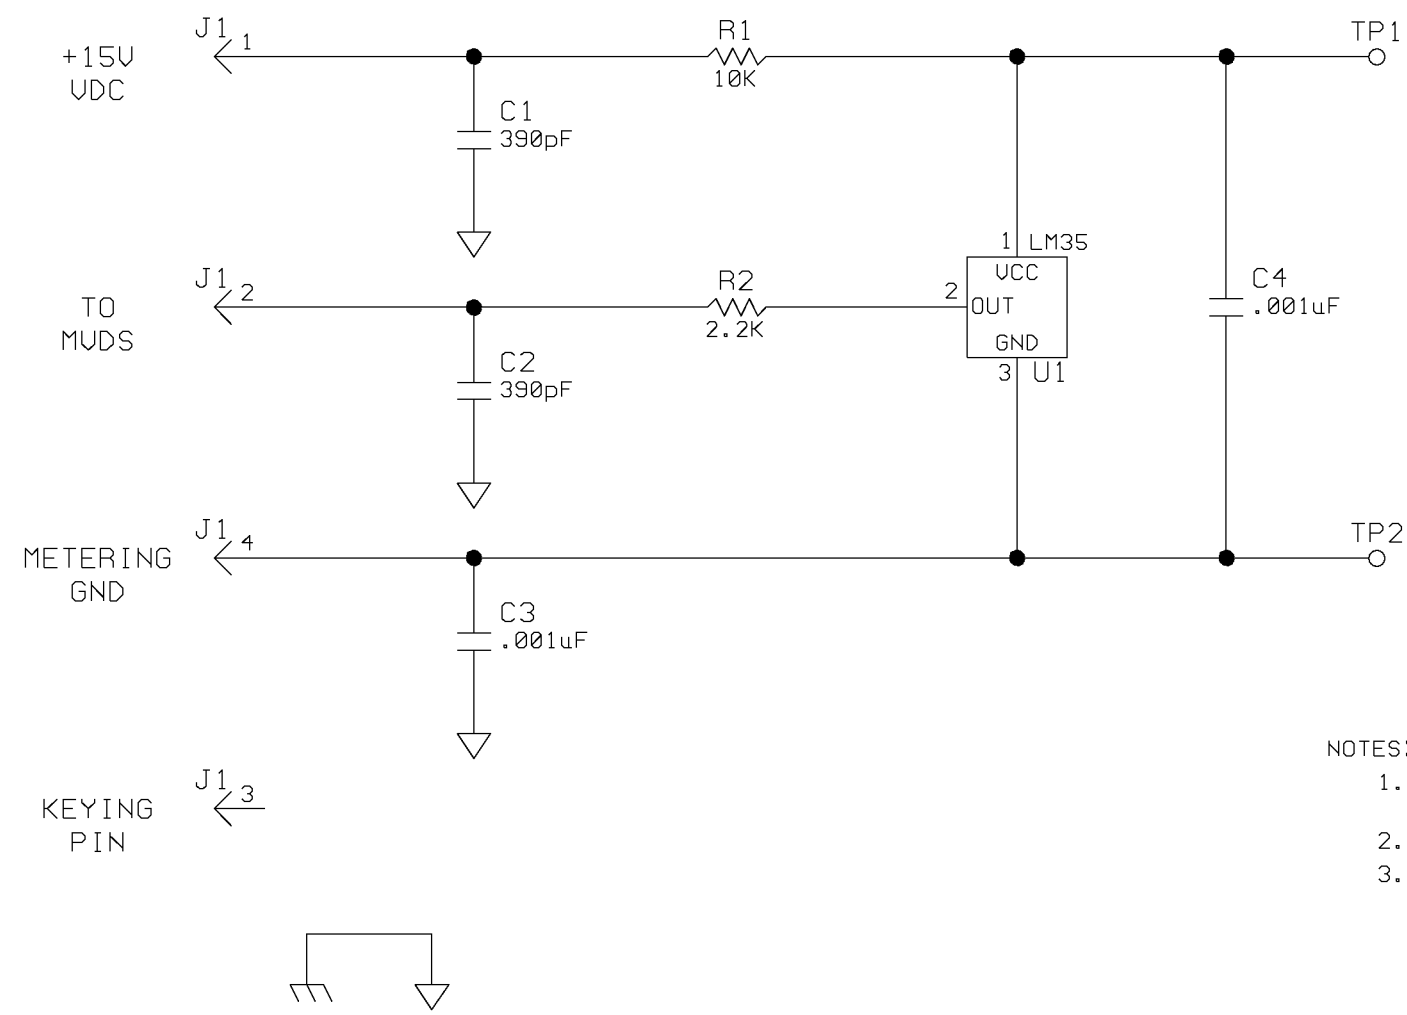 J1
1
+15V
VDC
R1
10K
TP1
C1
390pF
J1
2
TO
MVDS
C2
390pF
R2
2.2K
1 LM35
VCC
2
OUT
GND
3 U1
C4
.001uF
J1
4
METERING
GND
TP2
C3
.001uF
NOTES:
1.
2.
3.
J1
3
KEYING
PIN